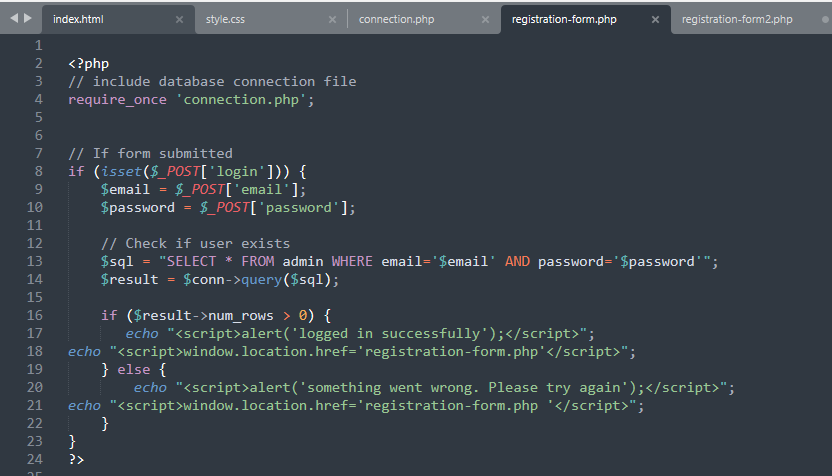 index.html × style.css × connection.php × registration-form.php × registration-form2.php
1
2 <?php
3 // include database connection file
4 require_once 'connection.php';
5
6
7 // If form submitted
8 if (isset($_POST['login'])) {
9 $email = $_POST['email'];
10 $password = $_POST['password'];
11
12 // Check if user exists
13 $sql = "SELECT * FROM admin WHERE email='$email' AND password='$password'";
14 $result = $conn->query($sql);
15
16 if ($result->num_rows > 0) {
17 echo "<script>alert('logged in successfully');</script>";
18 echo "<script>window.location.href='registration-form.php'</script>";
19 } else {
20 echo "<script>alert('something went wrong. Please try again');</script>";
21 echo "<script>window.location.href='registration-form.php '</script>";
22 }
23 }
24 ?>